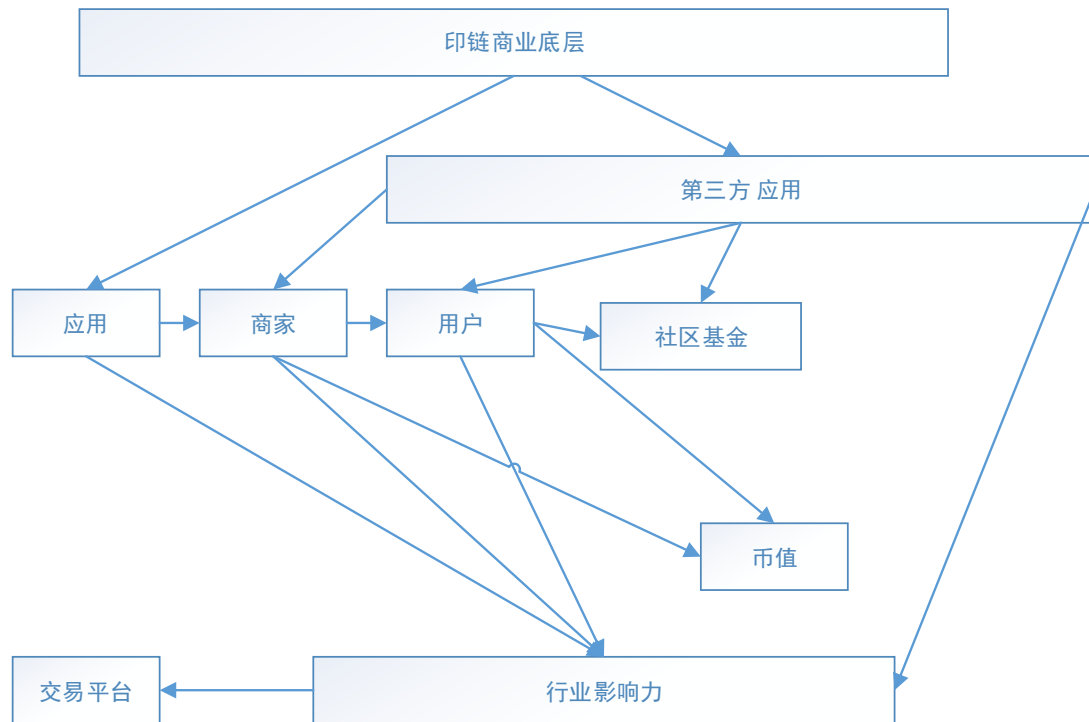 印链商业底层
第三方 应用
应用
商家
用户
社区基金
币值
交易平台
行业影响力